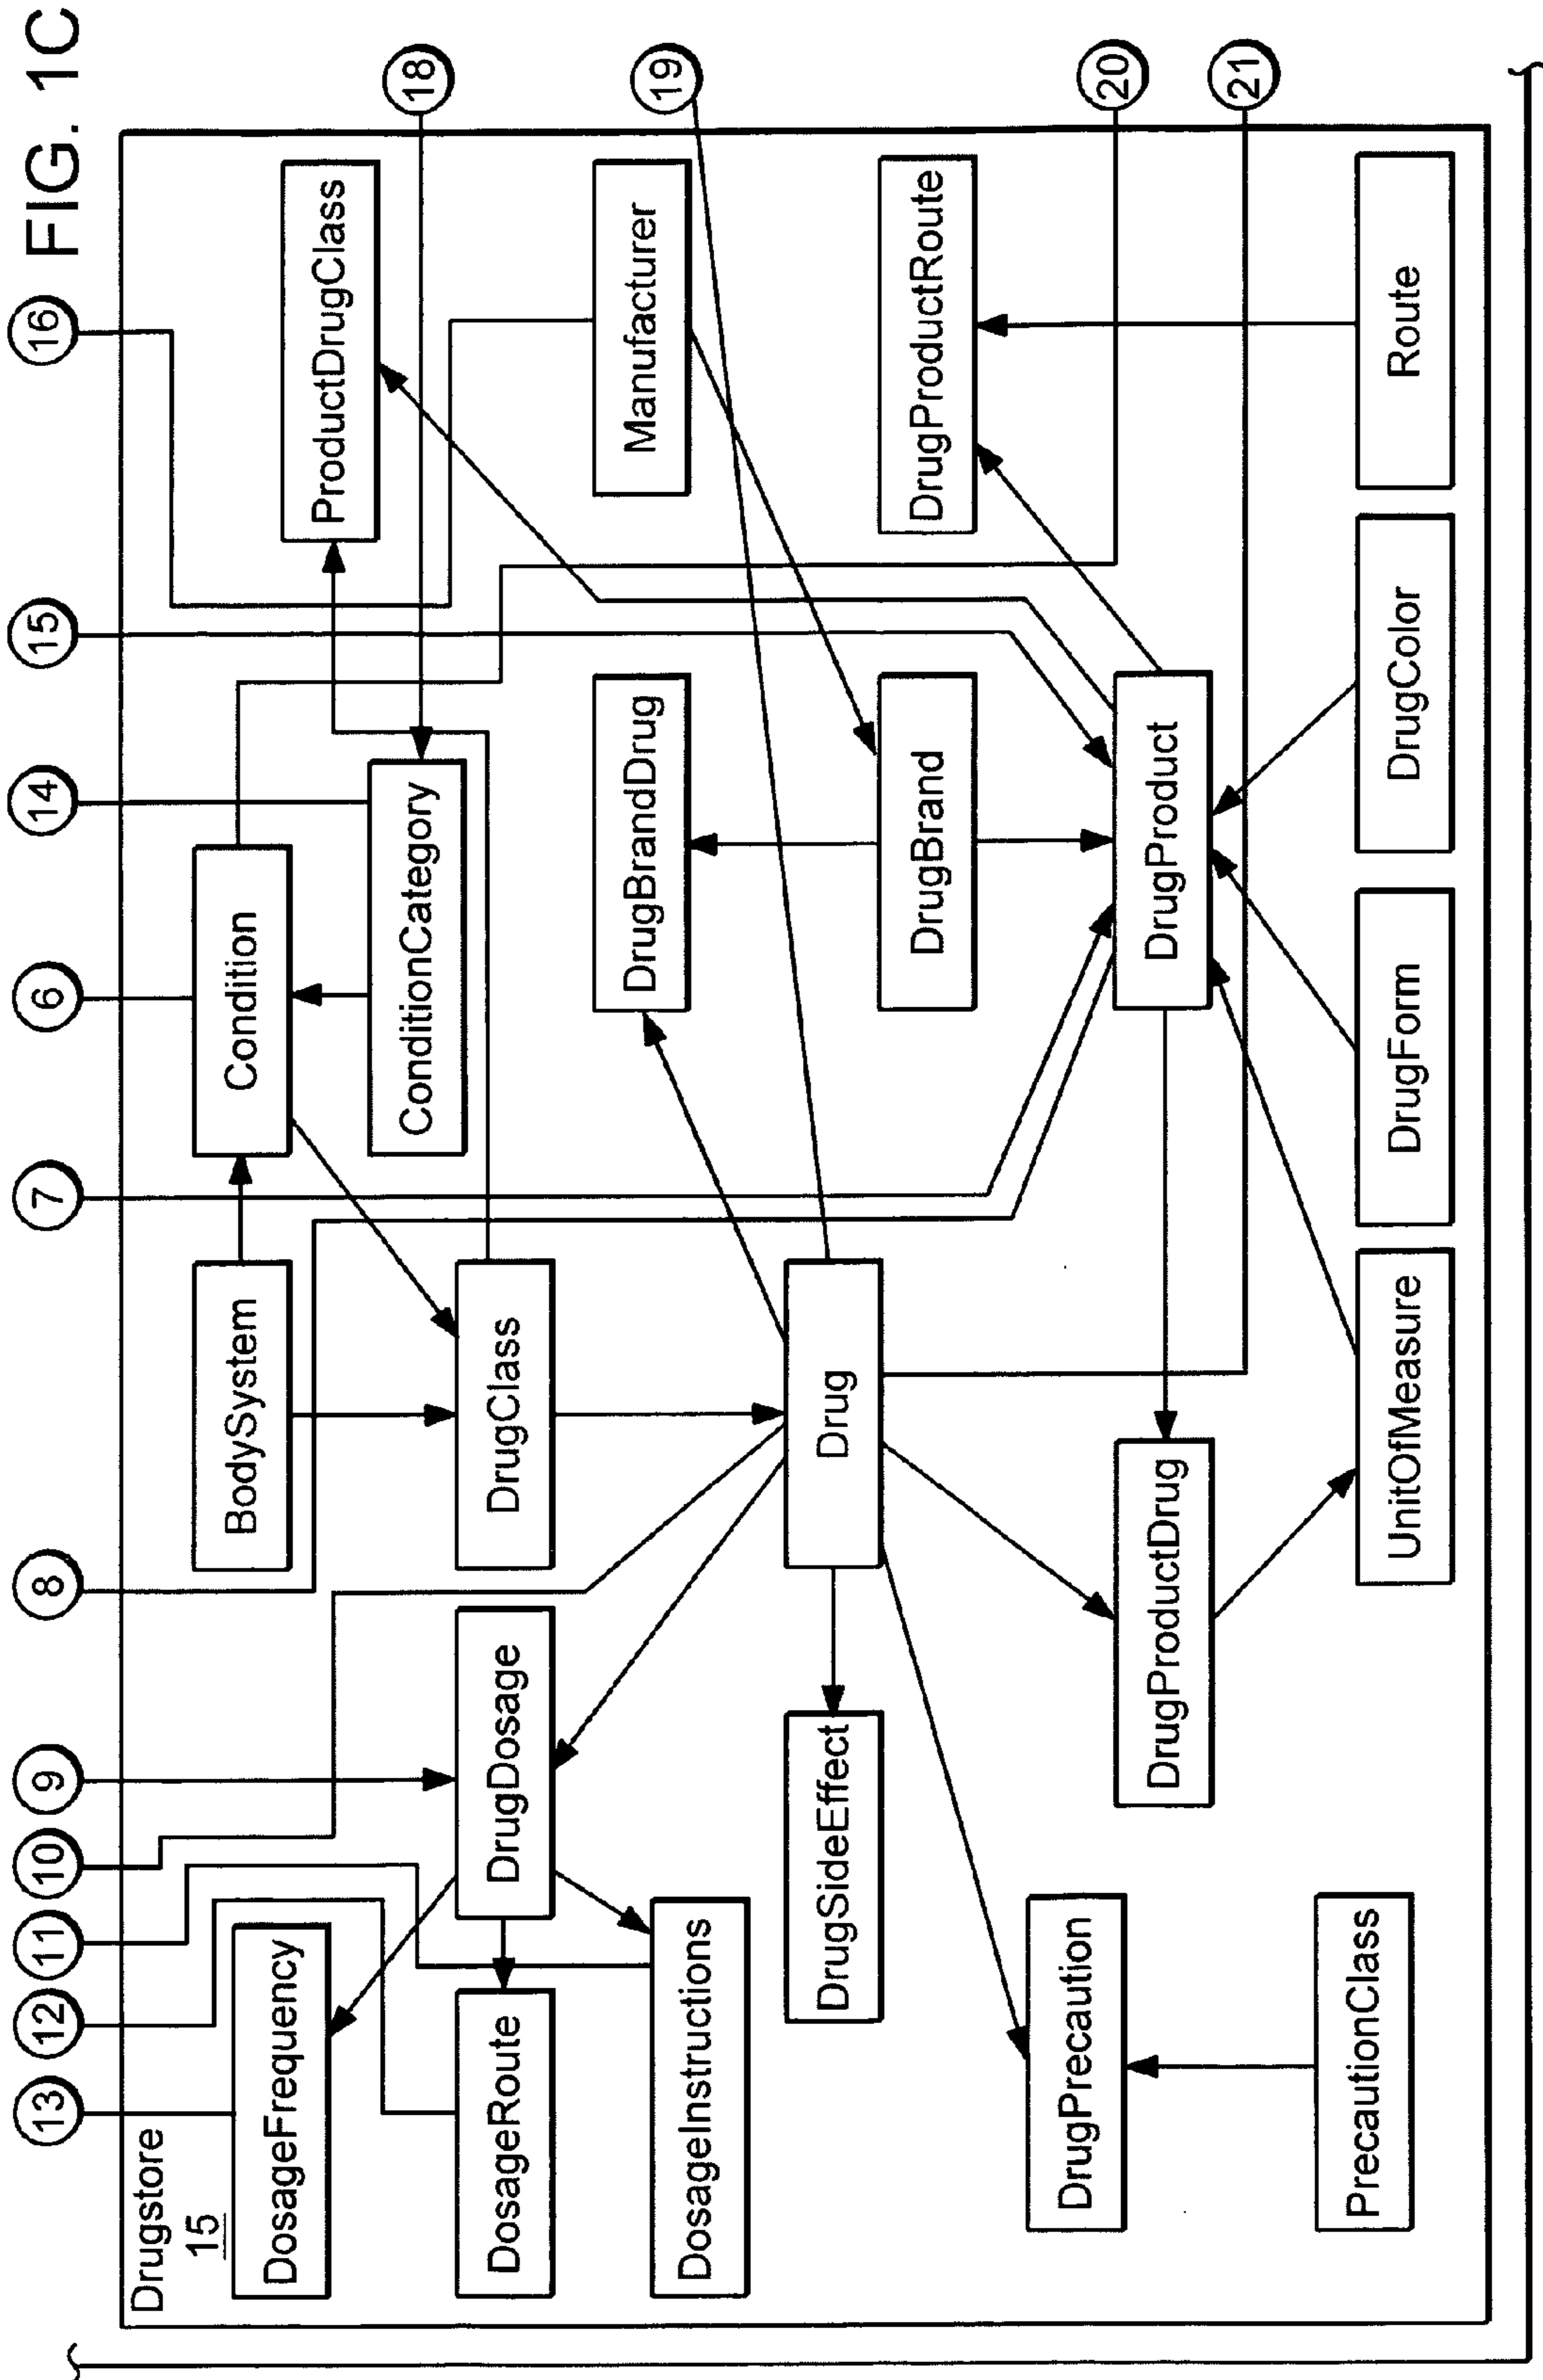 FIG. 1C
13
12
11
10
9
8
7
6
14
15
16
18
19
20
21
Drugstore
15
DosageFrequency
BodySystem
Condition
ProductDrugClass
ConditionCategory
DosageRoute
DrugDosage
DrugClass
DosageInstructions
DrugBrandDrug
Manufacturer
DrugSideEffect
Drug
DrugBrand
DrugProductRoute
DrugPrecaution
DrugProductDrug
DrugProduct
PrecautionClass
UnitOfMeasure
DrugForm
DrugColor
Route